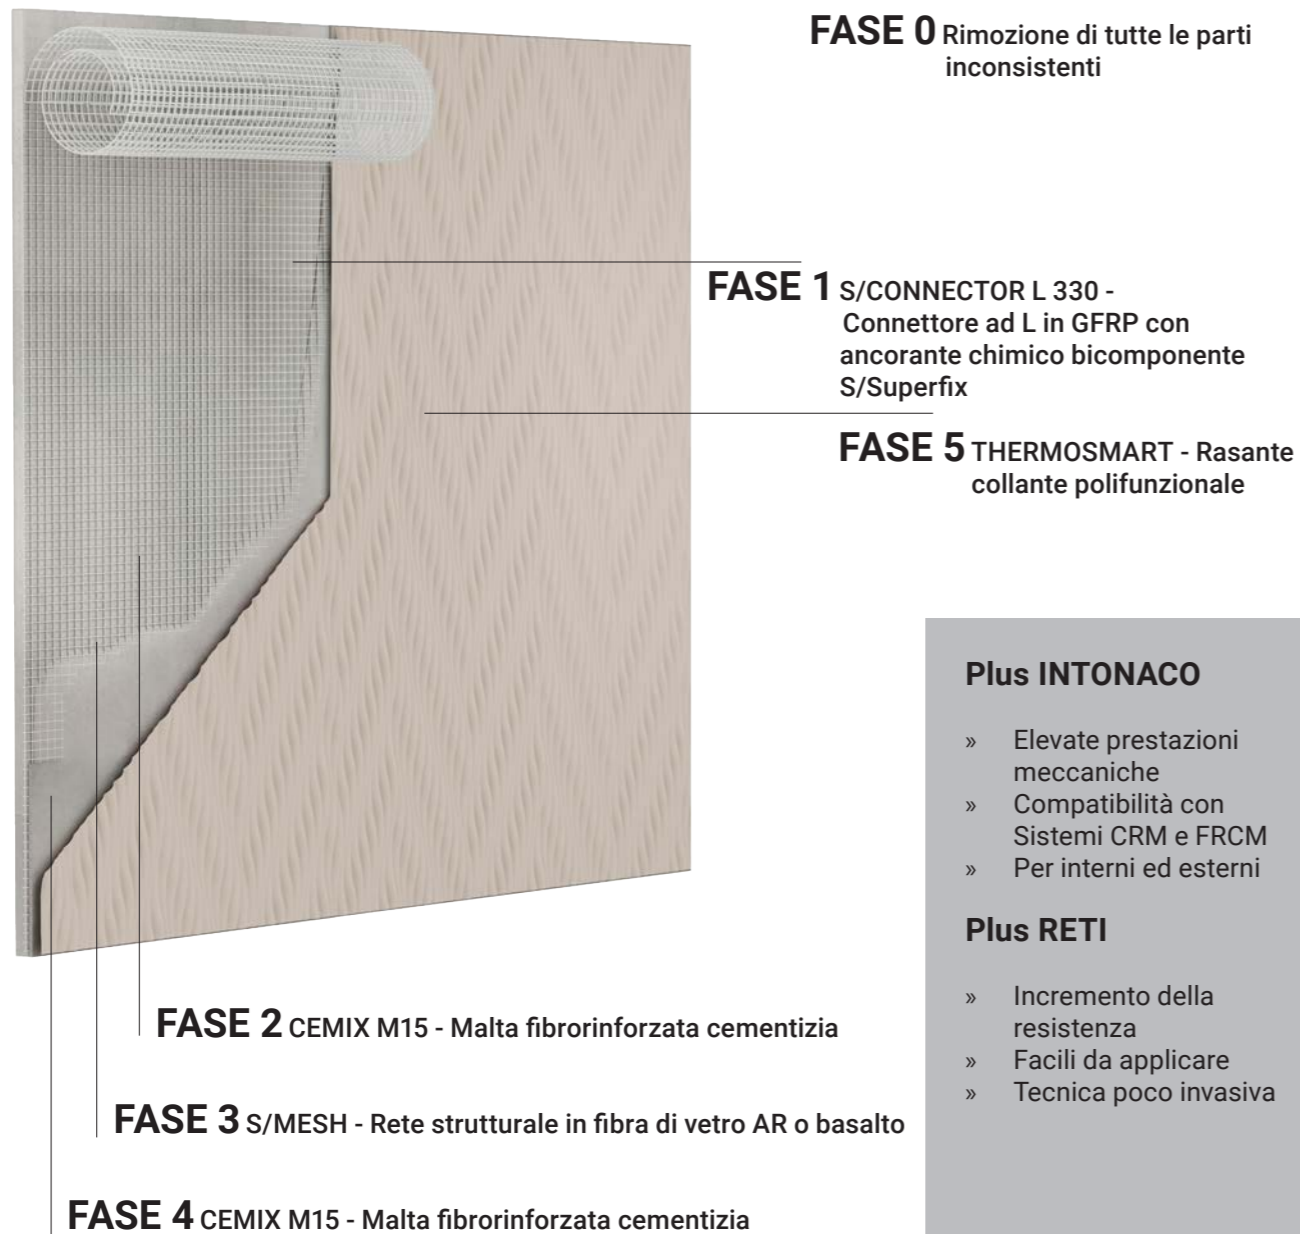 FASE 0 Rimozione di tutte le parti
inconsistenti
FASE 1 S/CONNECTOR L 330 -
Connettore ad L in GFRP con
ancorante chimico bicomponente
S/Superfix
FASE 5 THERMOSMART - Rasante
collante polifunzionale
Plus INTONACO
» Elevate prestazioni
meccaniche
» Compatibilità con
Sistemi CRM e FRCM
» Per interni ed esterni
Plus RETI
» Incremento della
resistenza
» Facili da applicare
» Tecnica poco invasiva
FASE 2 CEMIX M15 - Malta fibrorinforzata cementizia
FASE 3 S/MESH - Rete strutturale in fibra di vetro AR o basalto
FASE 4 CEMIX M15 - Malta fibrorinforzata cementizia